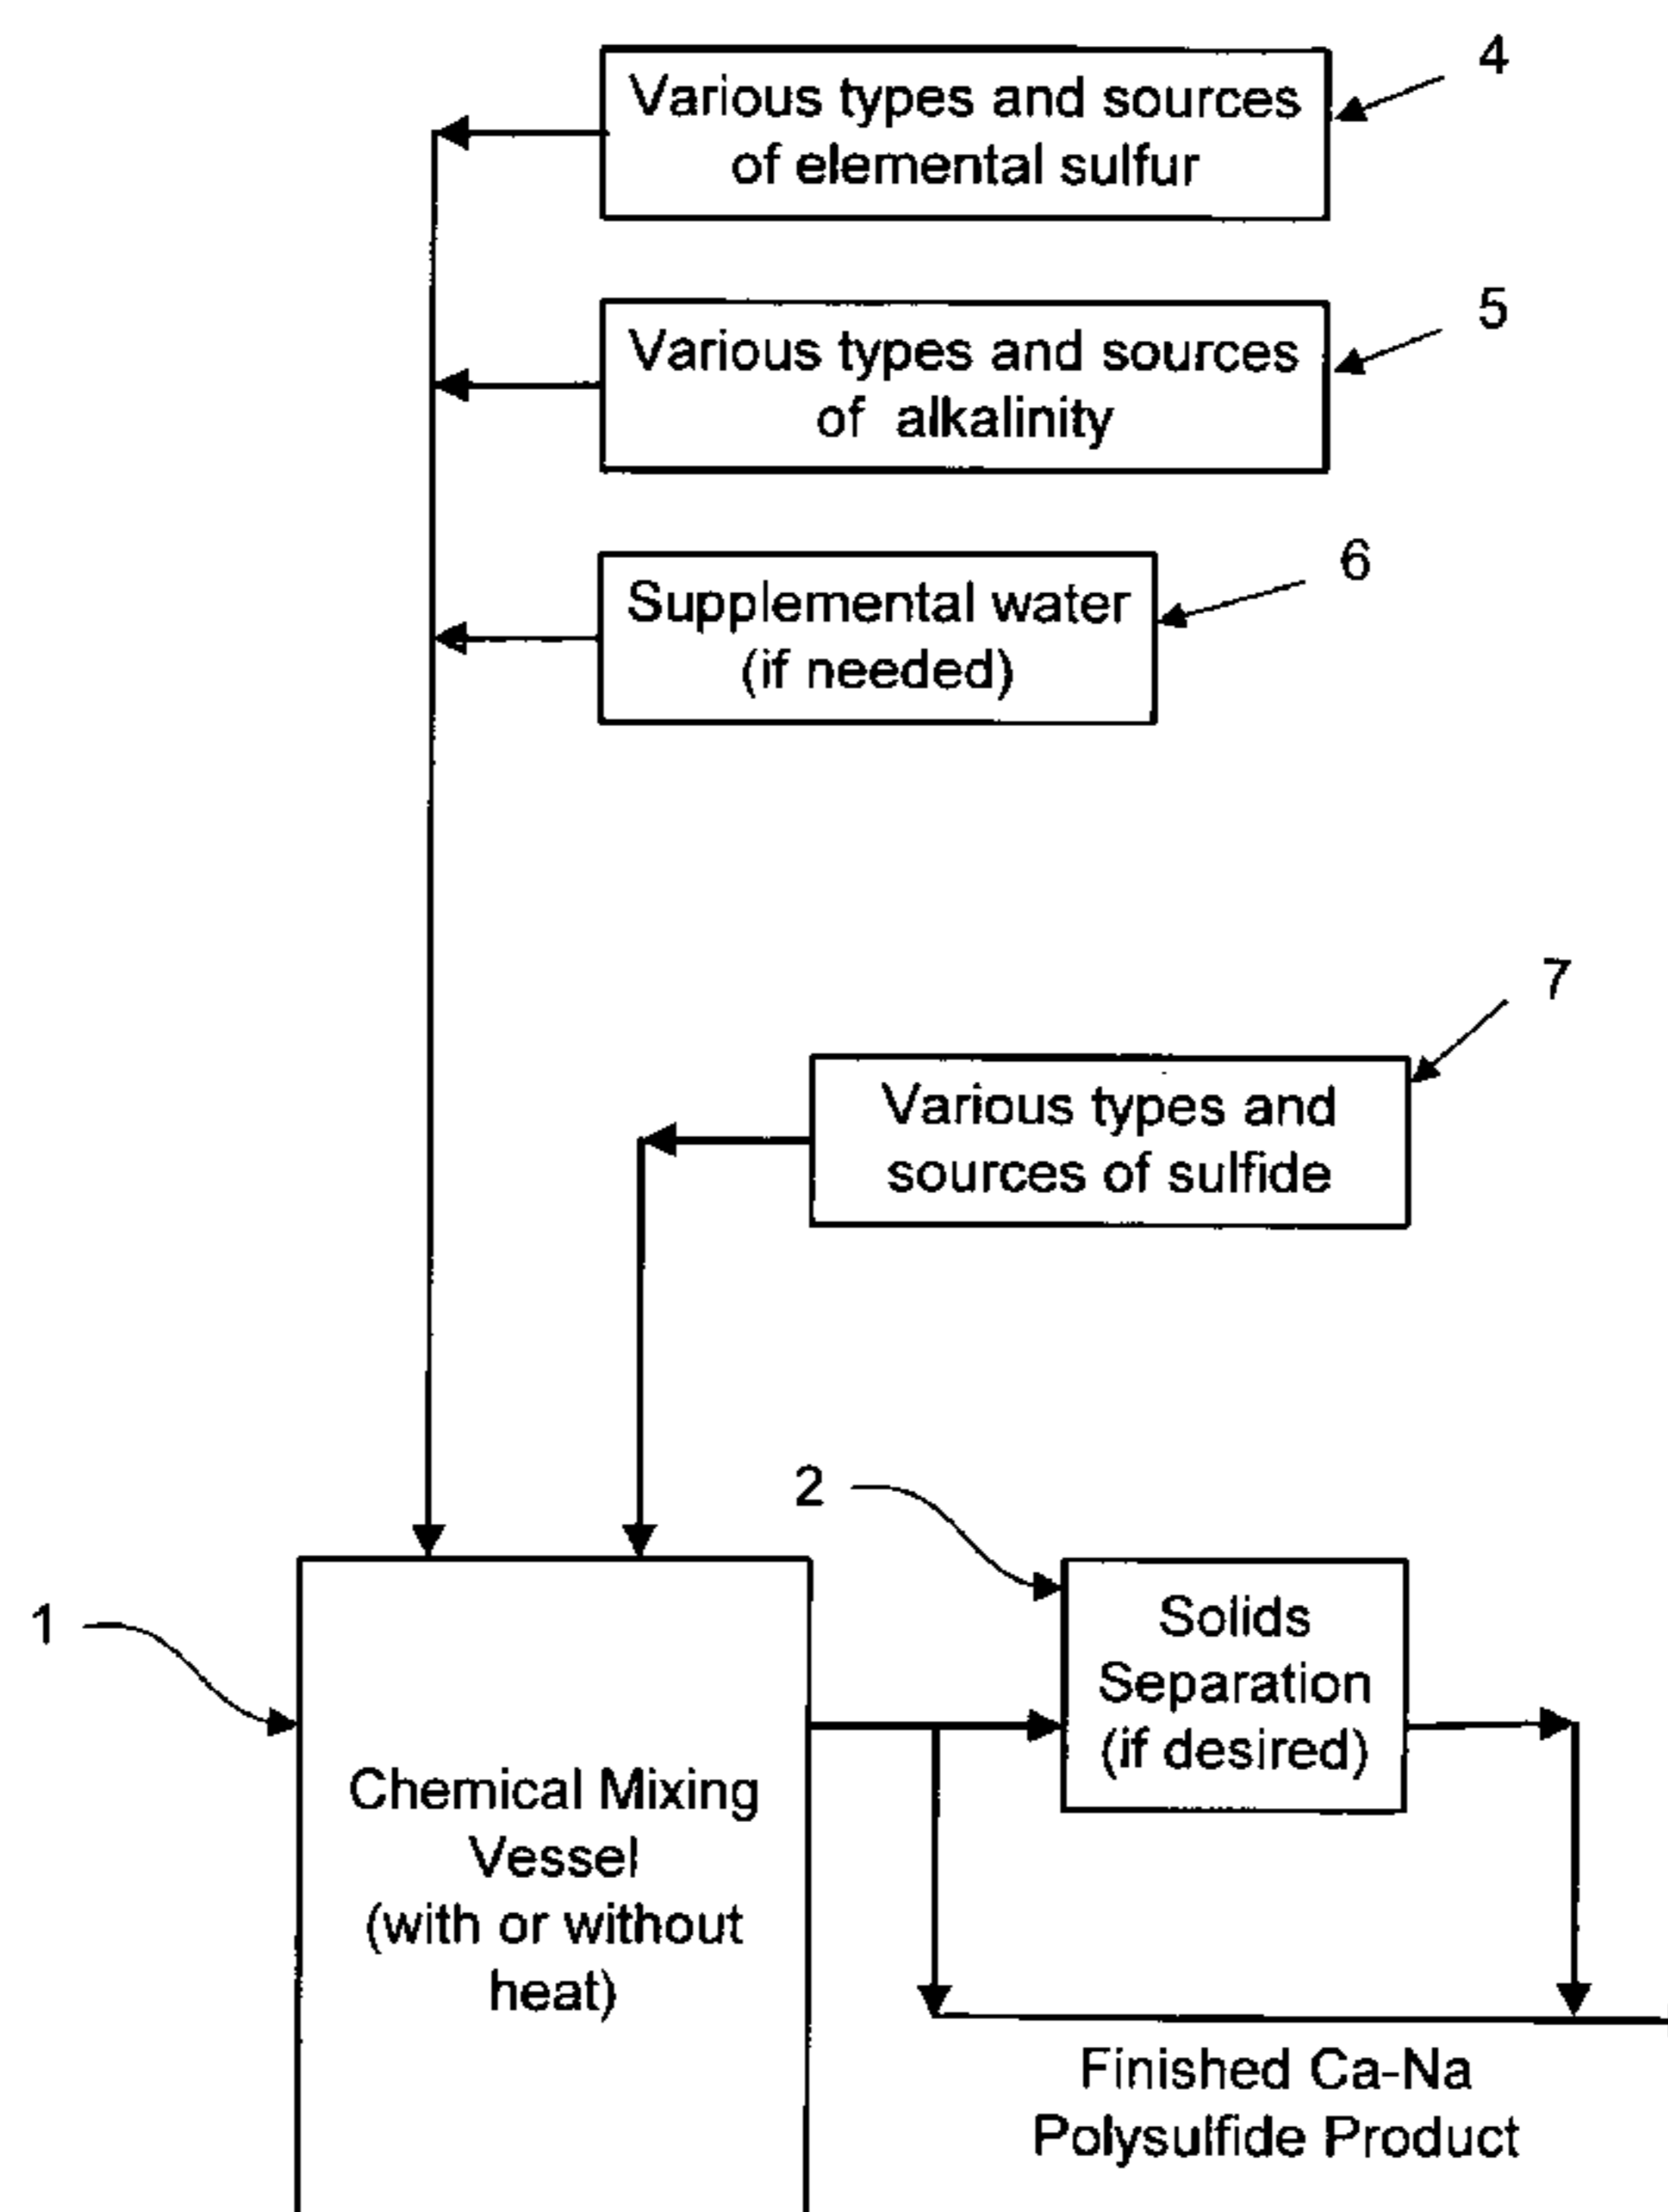 4
Various types and sources
of elemental sulfur
5
Various types and sources
of alkalinity
6
Supplemental water
(if needed)
7
Various types and
sources of sulfide
2
Solids
Separation
(if desired)
1
Chemical Mixing
Vessel
(with or without
heat)
Finished Ca-Na
Polysulfide Product